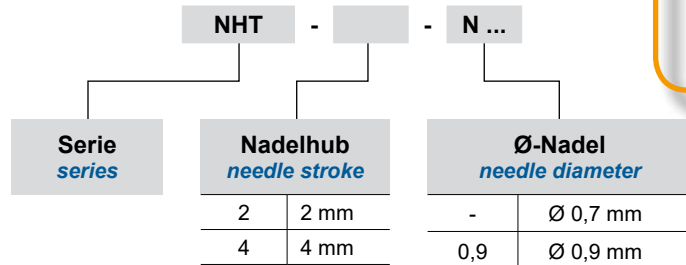 NHT - - N ...
Serie
series
Nadelhub
needle stroke
2 2 mm
4 4 mm
Ø-Nadel
needle diameter
- Ø 0,7 mm
0,9 Ø 0,9 mm